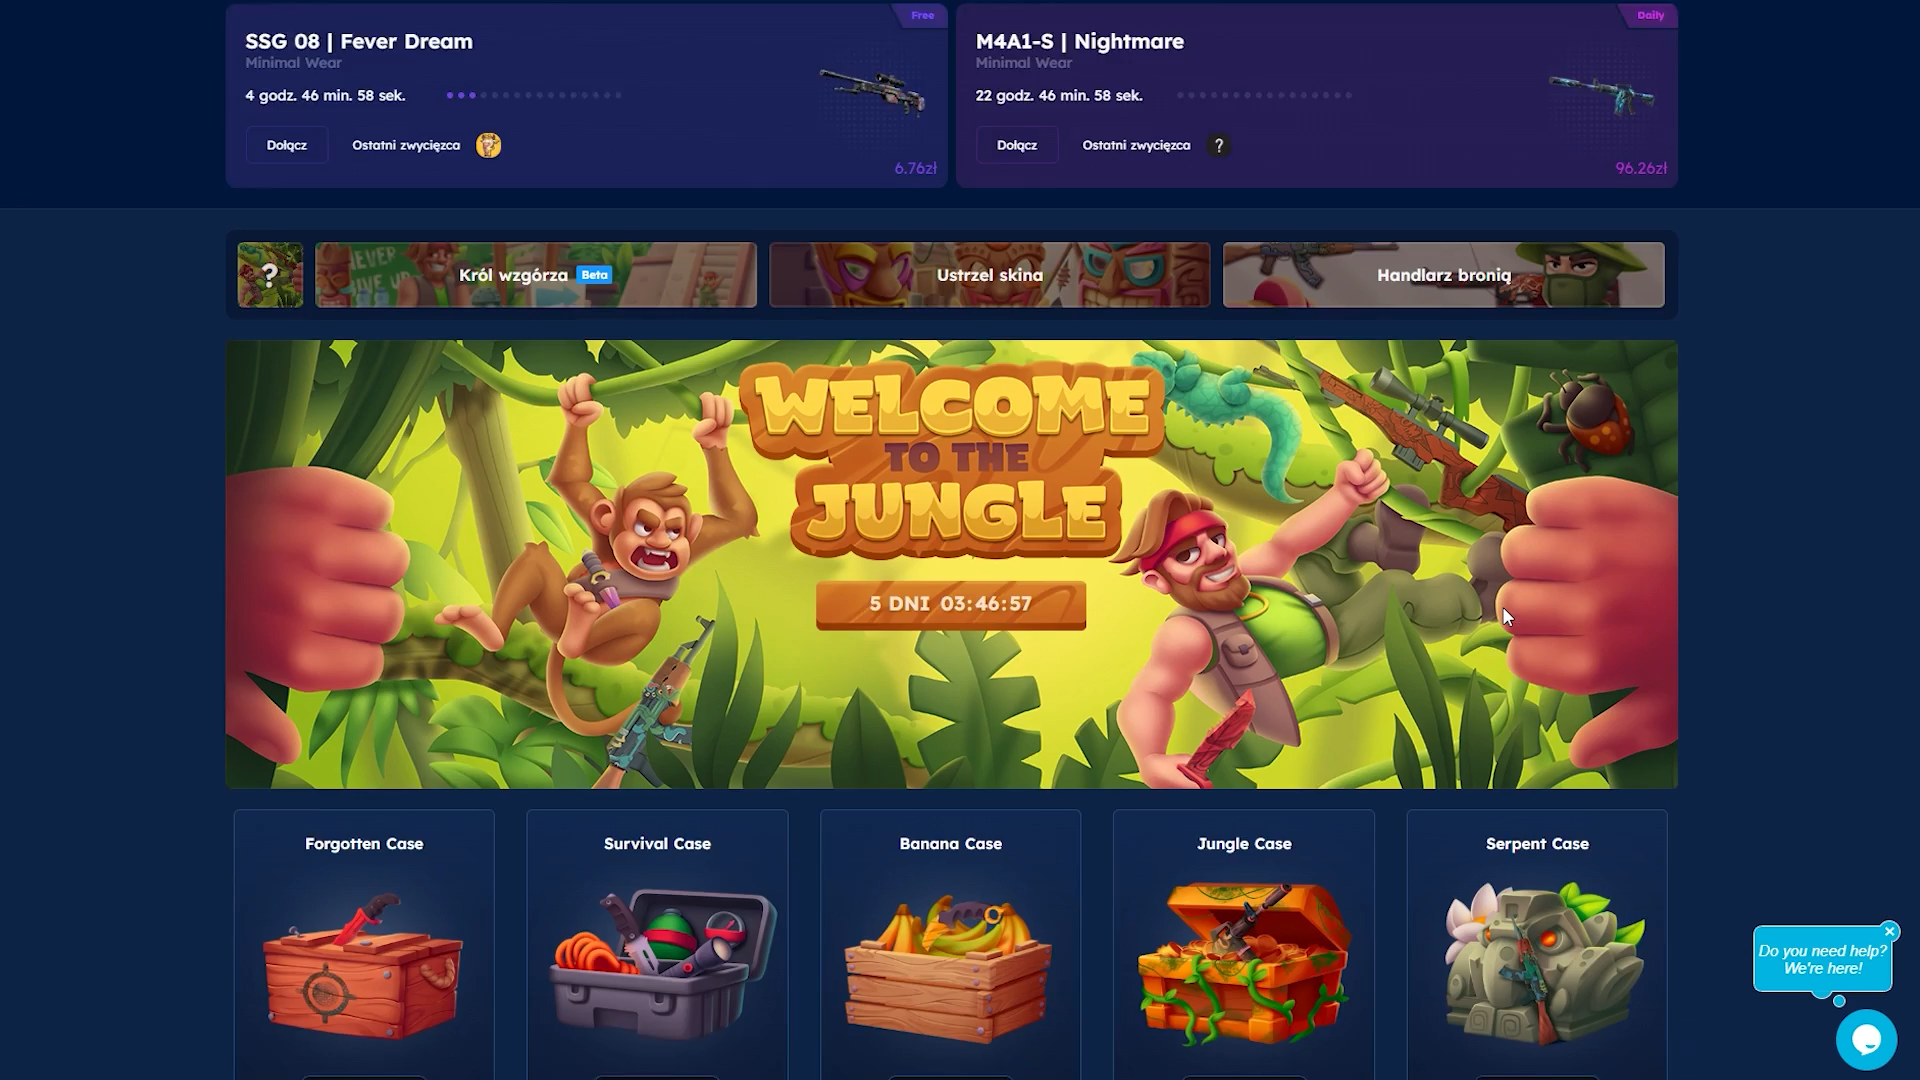 Free
SSG 08 | Fever Dream
Minimal Wear
4 godz. 46 min. 58 sek.
Dołącz
Ostatni zwycięzca
6.76zł
Daily
M4A1-S | Nightmare
Minimal Wear
22 godz. 46 min. 58 sek.
Dołącz
Ostatni zwycięzca
?
96.26zł
?
NEVER
Król wzgórza Beta
Ustrzel skina
Handlarz bronią
WELCOME
TO THE
JUNGLE
5 DNI 03:46:57
Forgotten Case
Survival Case
Banana Case
Jungle Case
Serpent Case
Do you need help?
We're here!